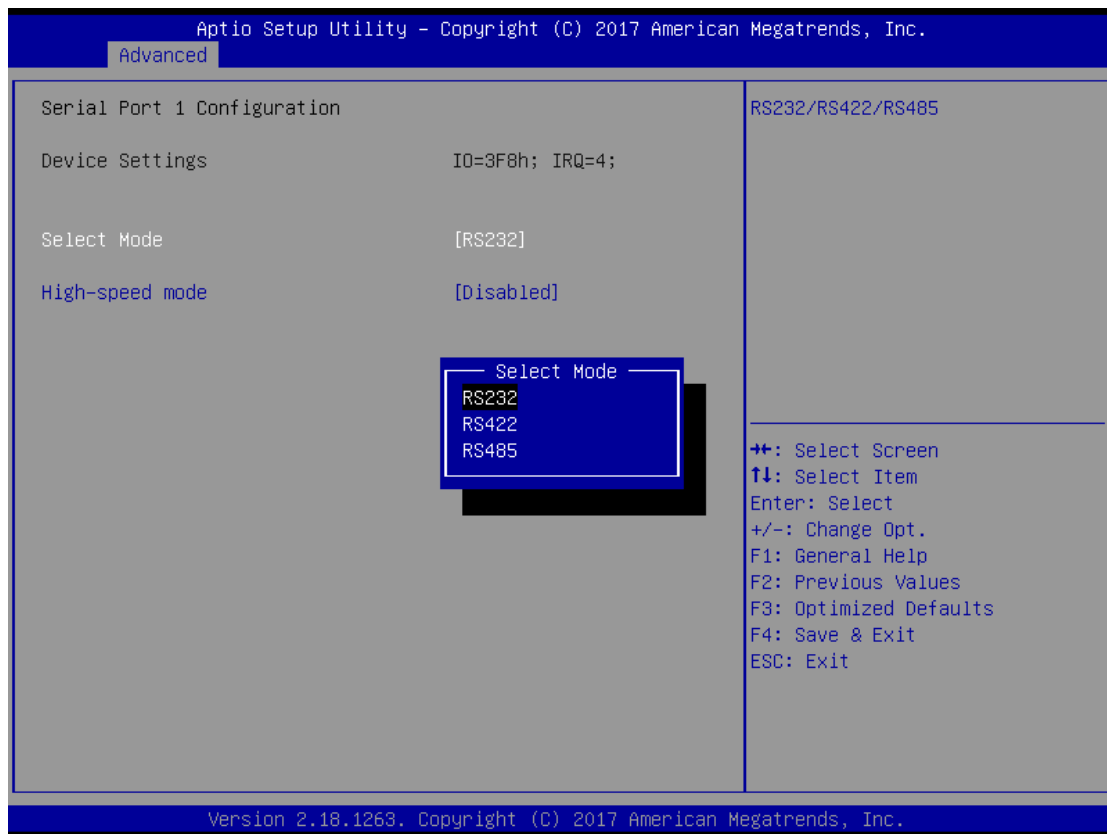 Aptio Setup Utility – Copyright (C) 2017 American Megatrends, Inc.
Advanced
Serial Port 1 Configuration
Device Settings IO=3F8h; IRQ=4;
Select Mode [RS232]
High-speed mode [Disabled]
Select Mode
RS232
RS422
RS485
RS232/RS422/RS485
→←: Select Screen
↑↓: Select Item
Enter: Select
+/-: Change Opt.
F1: General Help
F2: Previous Values
F3: Optimized Defaults
F4: Save & Exit
ESC: Exit
Version 2.18.1263. Copyright (C) 2017 American Megatrends, Inc.